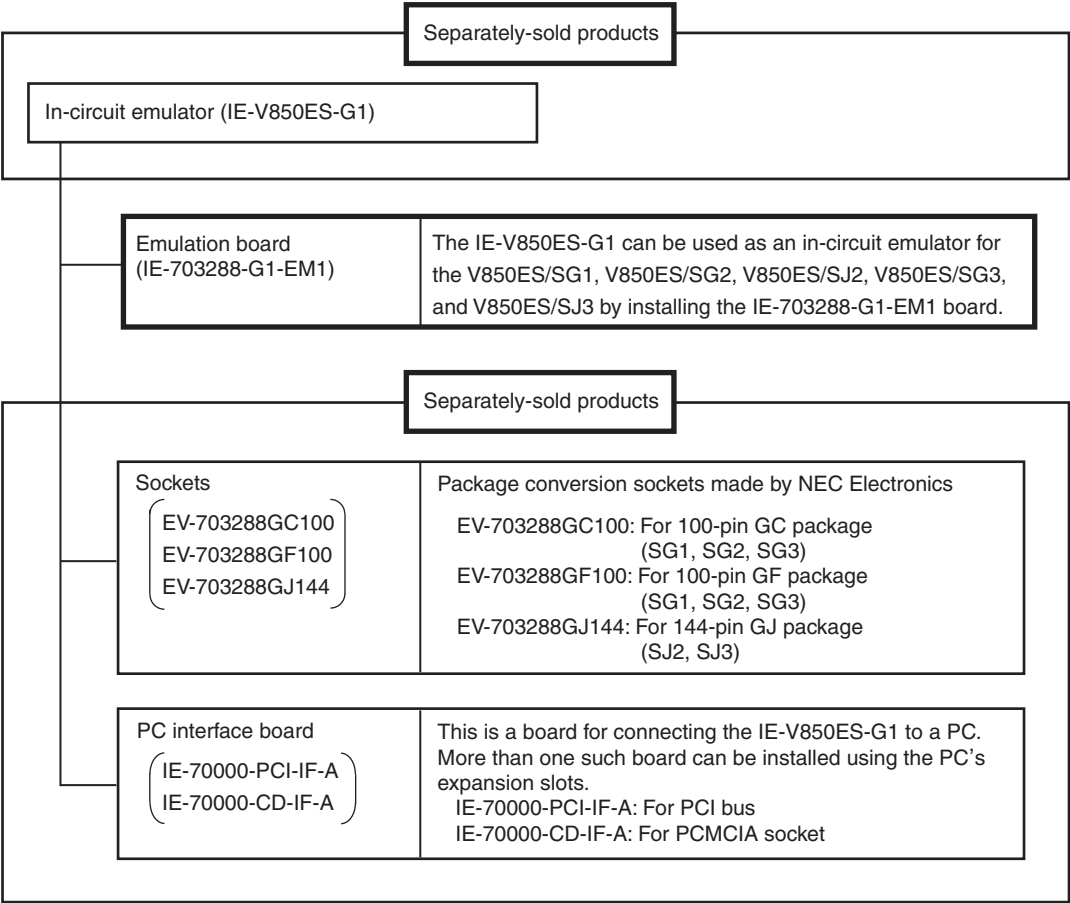 Separately-sold products
In-circuit emulator (IE-V850ES-G1)
Emulation board
(IE-703288-G1-EM1)
The IE-V850ES-G1 can be used as an in-circuit emulator for
the V850ES/SG1, V850ES/SG2, V850ES/SJ2, V850ES/SG3,
and V850ES/SJ3 by installing the IE-703288-G1-EM1 board.
Separately-sold products
Sockets
EV-703288GC100
EV-703288GF100
EV-703288GJ144
Package conversion sockets made by NEC Electronics
EV-703288GC100: For 100-pin GC package
(SG1, SG2, SG3)
EV-703288GF100: For 100-pin GF package
(SG1, SG2, SG3)
EV-703288GJ144: For 144-pin GJ package
(SJ2, SJ3)
PC interface board
IE-70000-PCI-IF-A
IE-70000-CD-IF-A
This is a board for connecting the IE-V850ES-G1 to a PC.
More than one such board can be installed using the PC's
expansion slots.
IE-70000-PCI-IF-A: For PCI bus
IE-70000-CD-IF-A: For PCMCIA socket